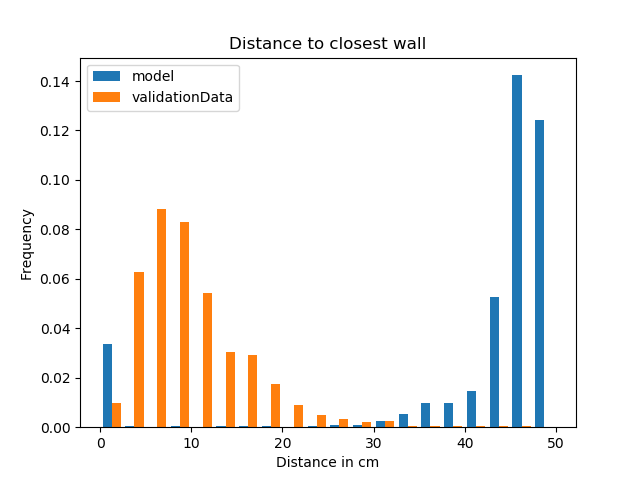 Distance to closest wall
model
validationData
0.14
0.12
0.10
0.08
0.06
0.04
0.02
0.00
Frequency
0 10 20 30 40 50
Distance in cm